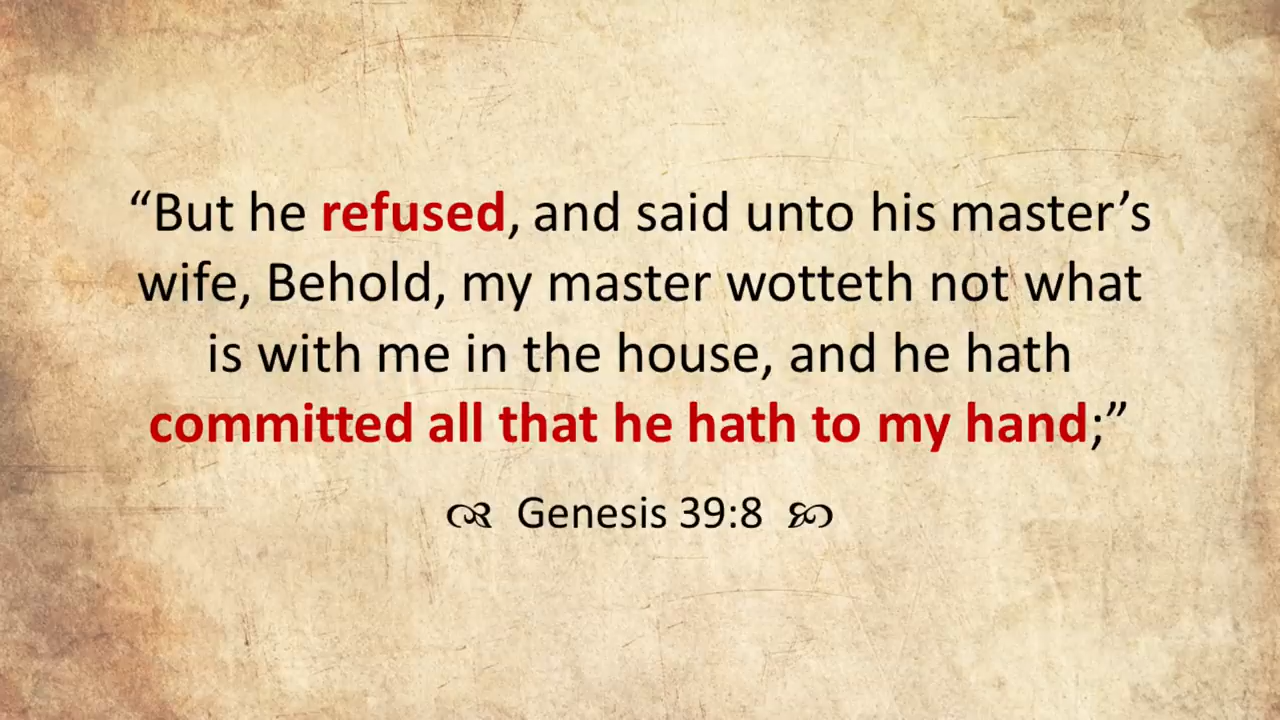 “But he refused, and said unto his master’s
wife, Behold, my master wotteth not what
is with me in the house, and he hath
committed all that he hath to my hand;”
Genesis 39:8